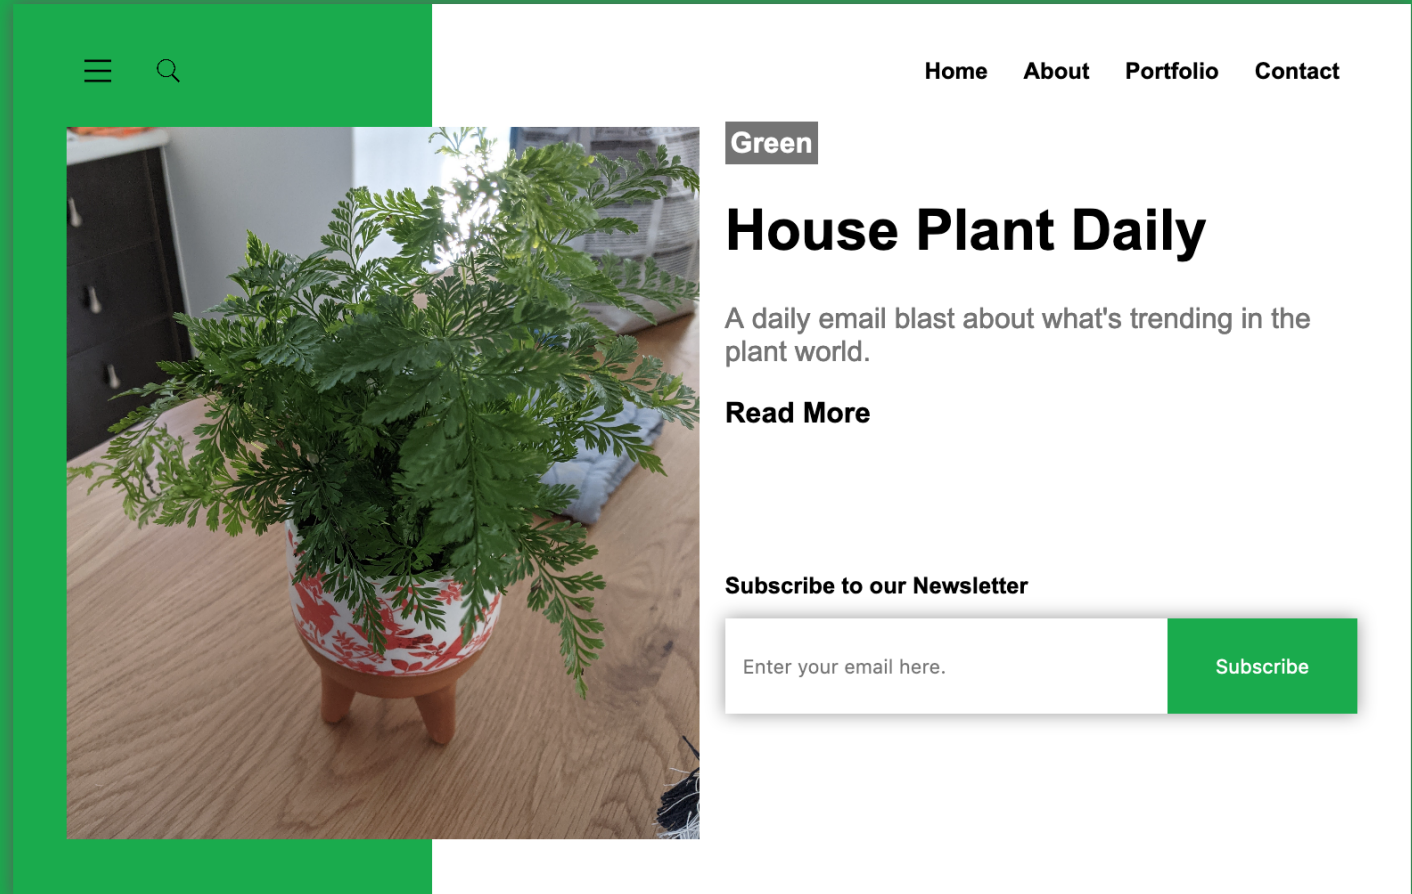 Home About Portfolio Contact
Green
House Plant Daily
A daily email blast about what's trending in the
plant world.
Read More
Subscribe to our Newsletter
Enter your email here.
Subscribe